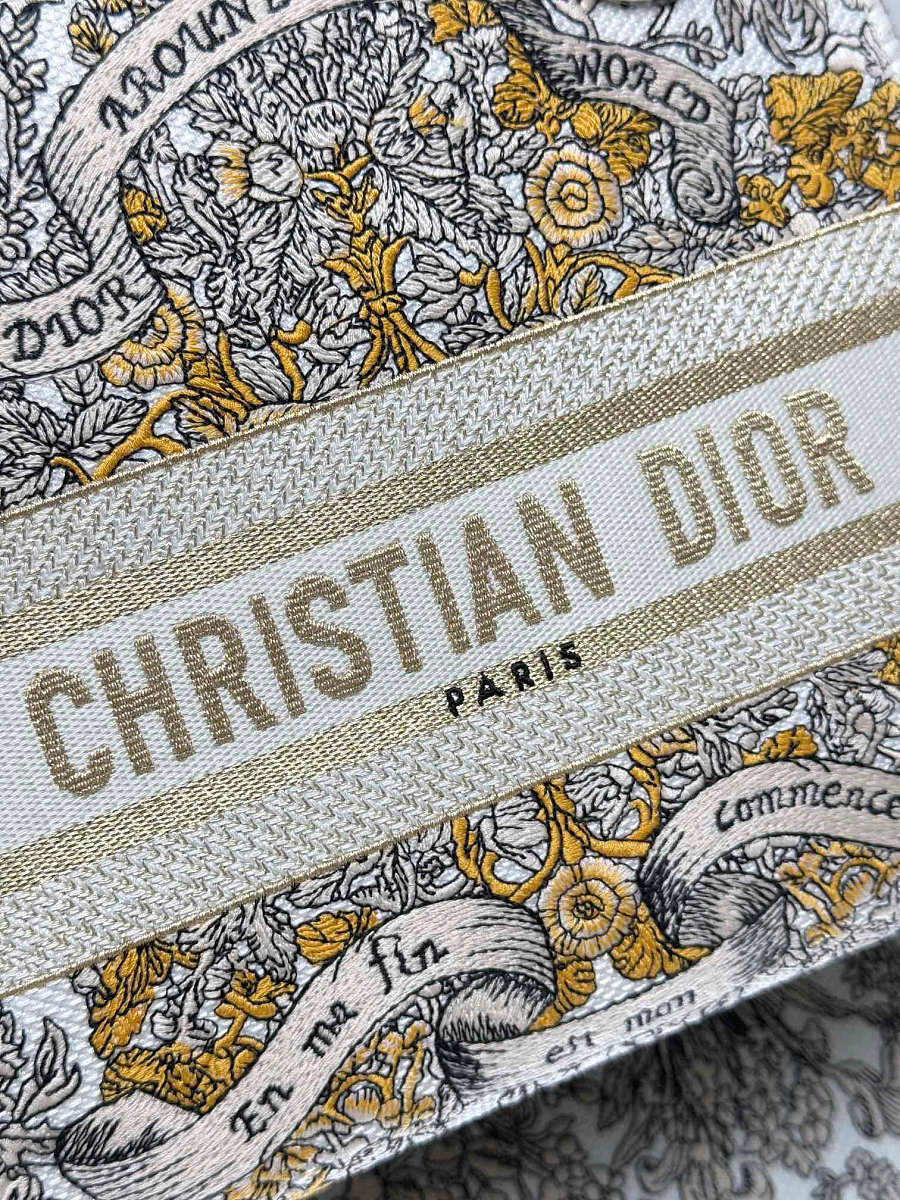 DIOR AROUND
WORLD
CHRISTIAN DIOR
PARIS
En ma fin
est mon
commence